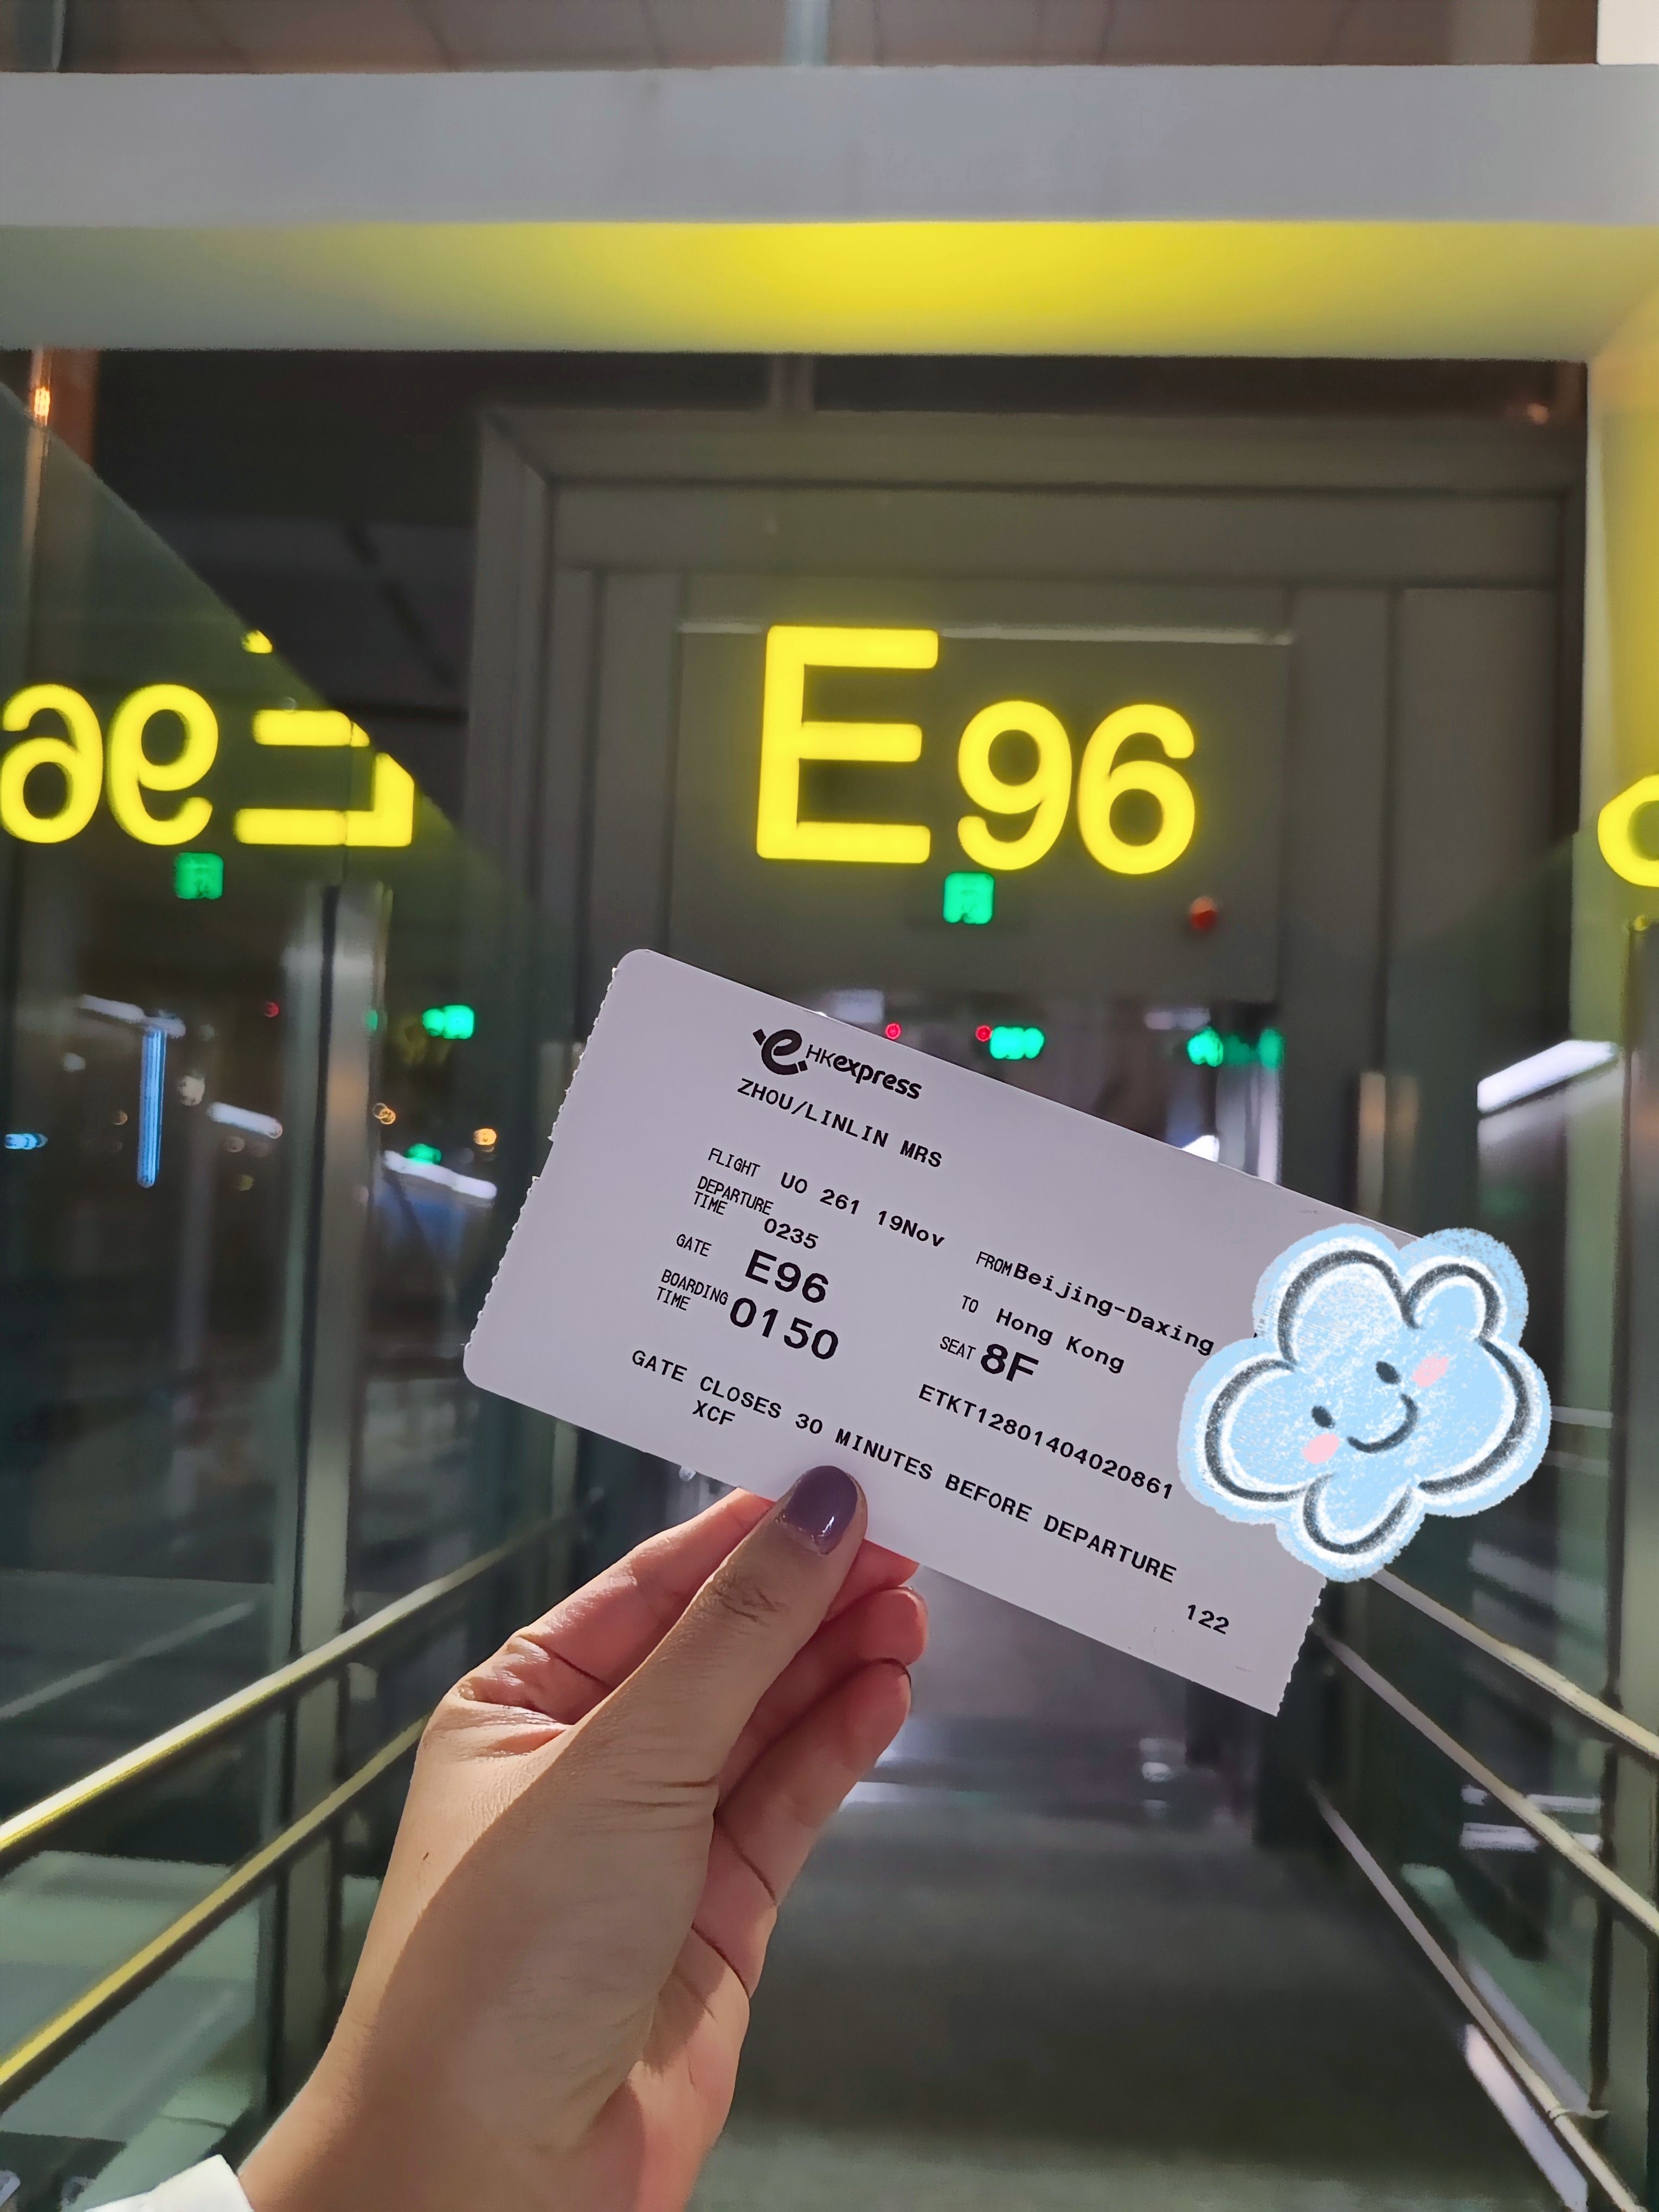 E96
HKexpress
ZHOU/LINLIN MRS
FLIGHT UO 261 19Nov FROM Beijing-Daxing
DEPARTURE TIME 0235 TO Hong Kong
GATE E96 SEAT 8F
BOARDING TIME 0150 ETKT12801404020861
GATE CLOSES 30 MINUTES BEFORE DEPARTURE
XCF 122